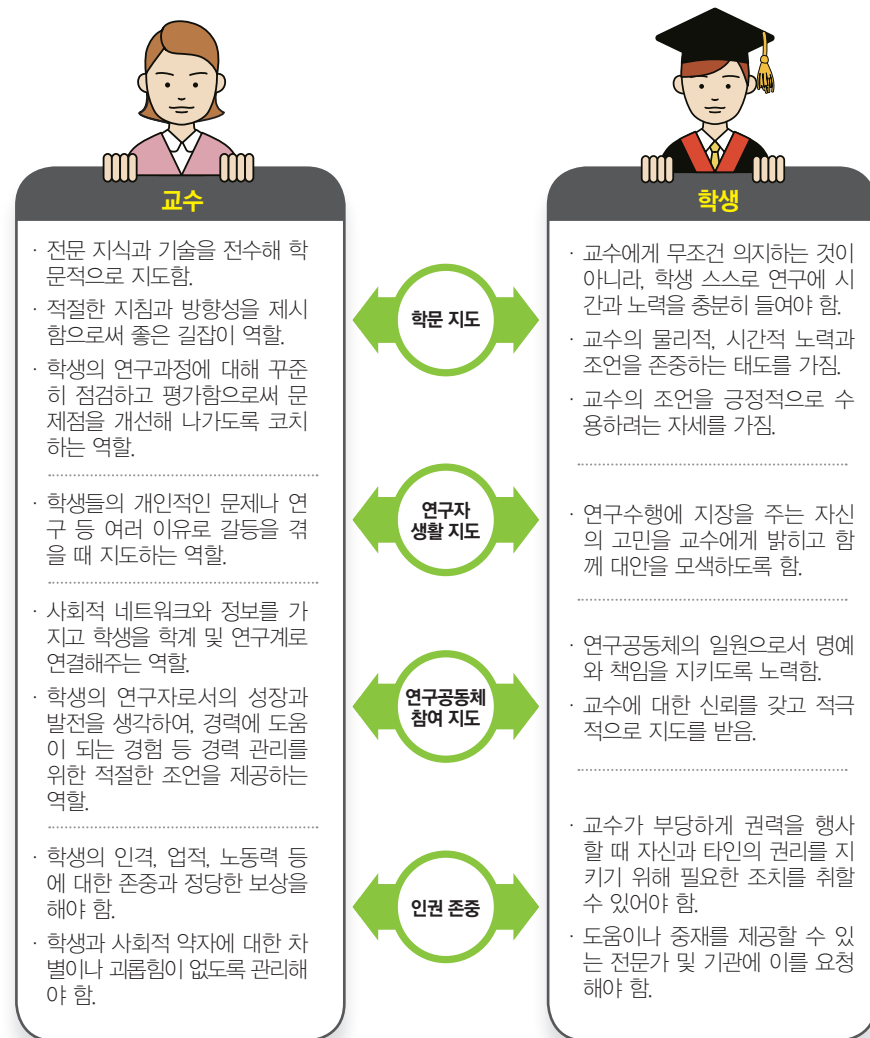 교수
· 전문 지식과 기술을 전수해 학
문적으로 지도함.
· 적절한 지침과 방향성을 제시
함으로써 좋은 길잡이 역할.
· 학생의 연구과정에 대해 꾸준
히 점검하고 평가함으로써 문
제점을 개선해 나가도록 코치
하는 역할.
· 학생들의 개인적인 문제나 연
구 등 여러 이유로 갈등을 겪
을 때 지도하는 역할.
· 사회적 네트워크와 정보를 가
지고 학생을 학계 및 연구계로
연결해주는 역할.
· 학생의 연구자로서의 성장과
발전을 생각하여, 경력에 도움
이 되는 경험 등 경력 관리를
위한 적절한 조언을 제공하는
역할.
· 학생의 인격, 업적, 노동력 등
에 대한 존중과 정당한 보상을
해야 함.
· 학생과 사회적 약자에 대한 차
별이나 괴롭힘이 없도록 관리해
야 함.
학문 지도
연구자
생활 지도
연구공동체
참여 지도
인권 존중
학생
· 교수에게 무조건 의지하는 것이
아니라, 학생 스스로 연구에 시
간과 노력을 충분히 들여야 함.
· 교수의 물리적, 시간적 노력과
조언을 존중하는 태도를 가짐.
· 교수의 조언을 긍정적으로 수
용하려는 자세를 가짐.
· 연구수행에 지장을 주는 자신
의 고민을 교수에게 밝히고 함
께 대안을 모색하도록 함.
· 연구공동체의 일원으로서 명예
와 책임을 지키도록 노력함.
· 교수에 대한 신뢰를 갖고 적극
적으로 지도를 받음.
· 교수가 부당하게 권력을 행사
할 때 자신과 타인의 권리를 지
키기 위해 필요한 조치를 취할
수 있어야 함.
· 도움이나 중재를 제공할 수 있
는 전문가 및 기관에 이를 요청
해야 함.